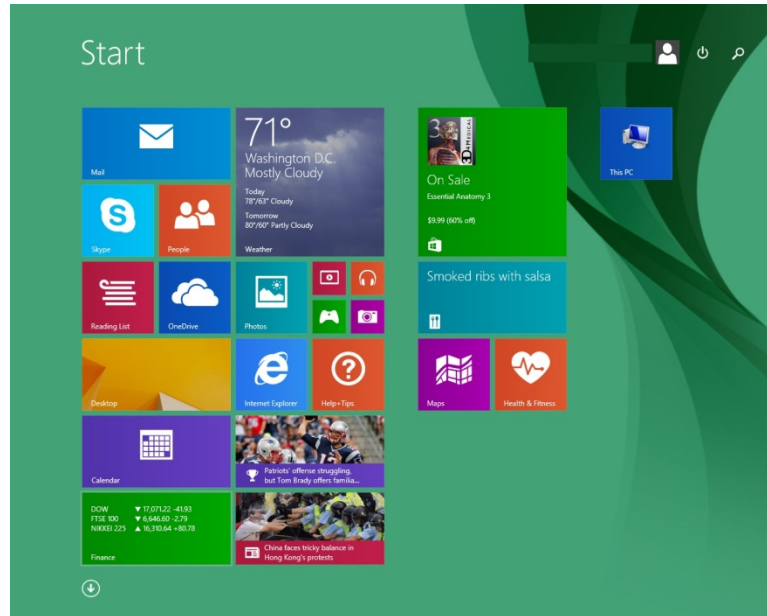 Start
Mail
71°
Washington D.C.
Mostly Cloudy
Today
78°/63° Cloudy
Tomorrow
80°/60° Partly Cloudy
Weather
Skype
People
Reading List
OneDrive
Photos
Desktop
Internet Explorer
Help+Tips
Calendar
Patriots' offense struggling,
but Tom Brady offers familia...
DOW ▼ 17,071.22 -41.93
FTSE 100 ▼ 6,646.60 -2.79
NIKKEI 225 ▲ 16,310.64 +80.78
Finance
China faces tricky balance in
Hong Kong's protests
3D4Medical
On Sale
Essential Anatomy 3
$9.99 (60% off)
Smoked ribs with salsa
Maps
Health & Fitness
This PC